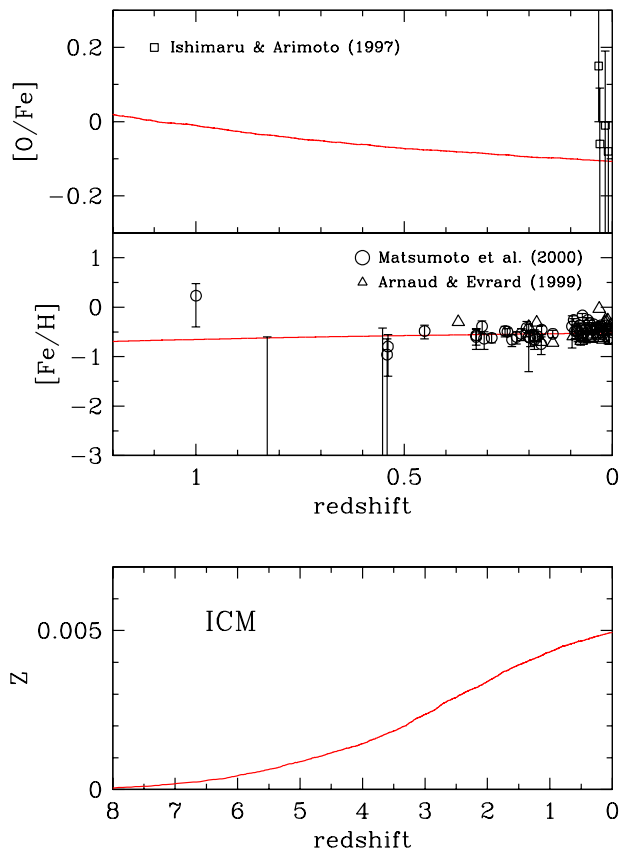 0.2
Ishimaru & Arimoto (1997)
0
[O/Fe]
-0.2
1
Matsumoto et al. (2000)
0
Arnaud & Evrard (1999)
[Fe/H]
-1
-2
-3
1 0.5 0
redshift
ICM
0.005
Z
0
8 7 6 5 4 3 2 1 0
redshift